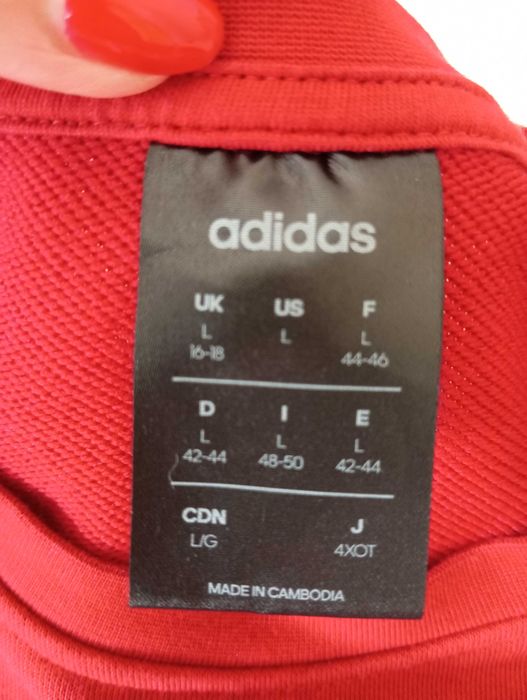 adidas
UK US F
L L L
16-18 44-46
D I E
L L L
42-44 48-50 42-44
CDN J
L/G 4XOT
MADE IN CAMBODIA